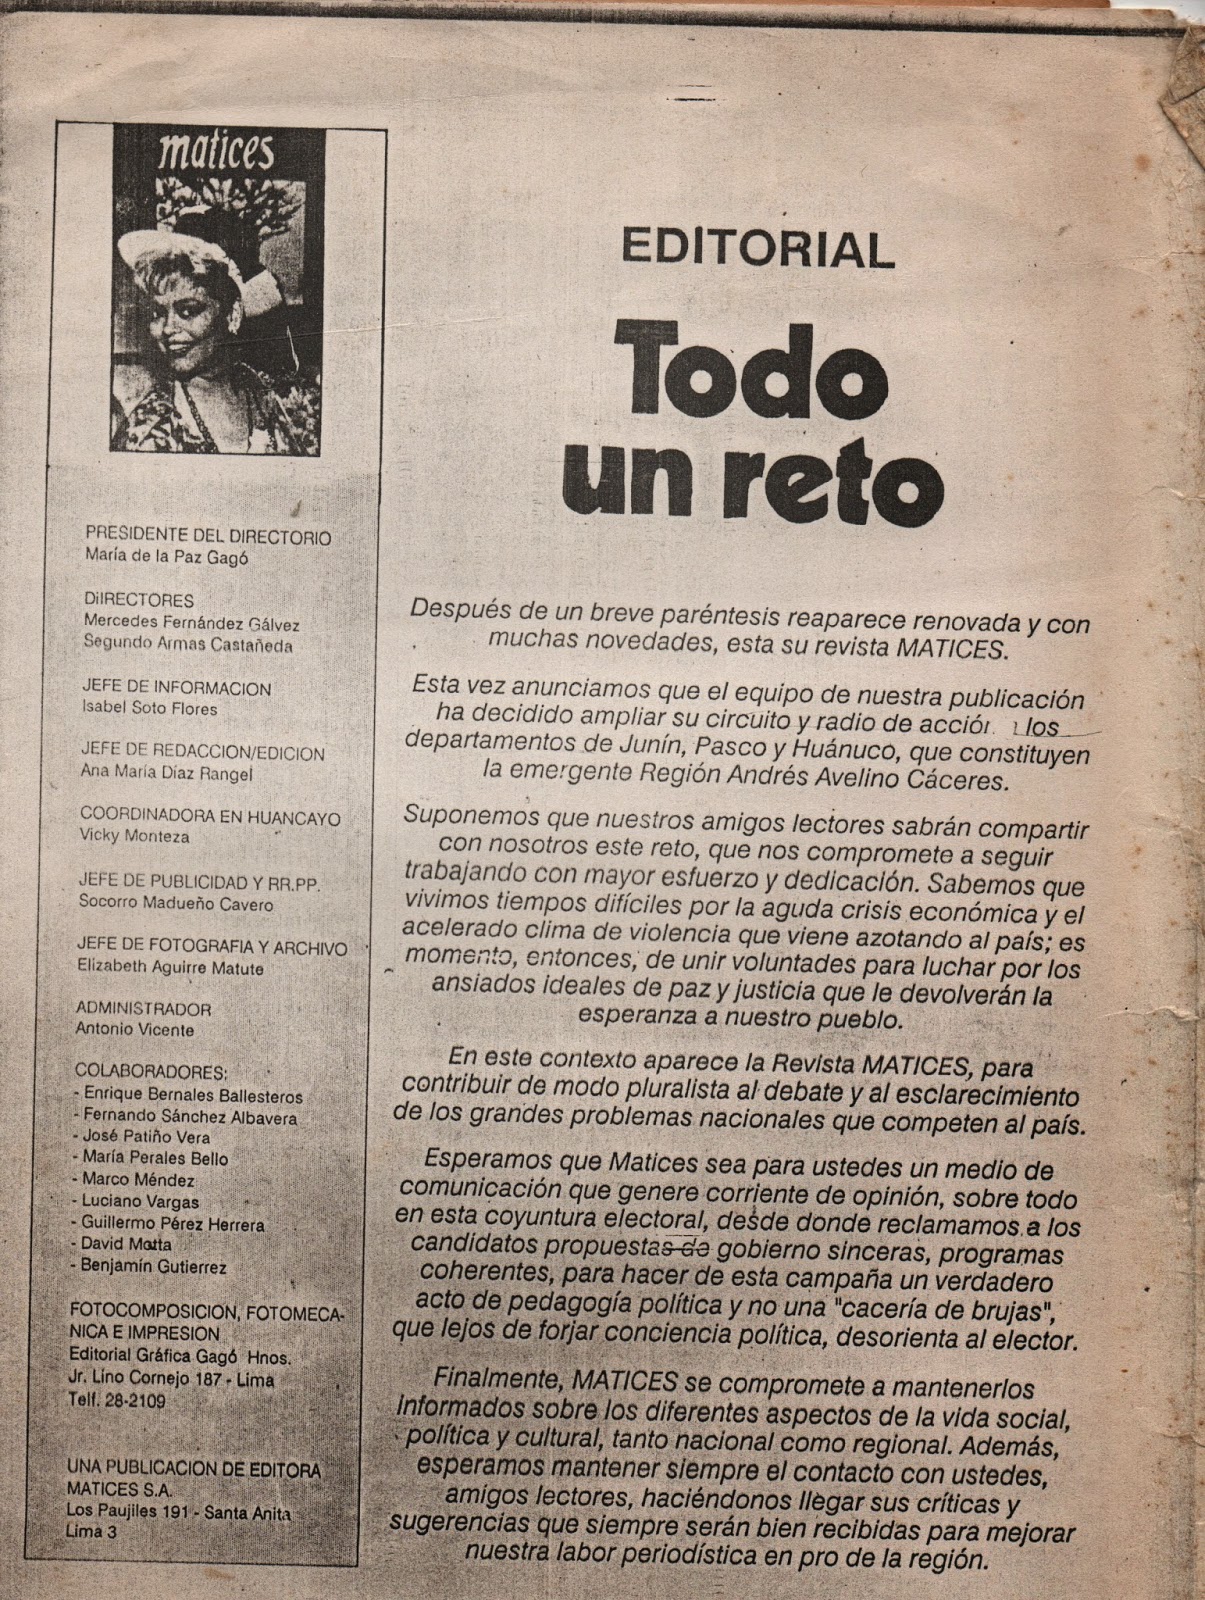 matices
PRESIDENTE DEL DIRECTORIO
María de la Paz Gagó
DiIRECTORES
Mercedes Fernández Gálvez
Segundo Armas Castañeda
JEFE DE INFORMACION
Isabel Soto Flores
JEFE DE REDACCION/EDICION
Ana María Díaz Rangel
COORDINADORA EN HUANCAYO
Vicky Monteza
JEFE DE PUBLICIDAD Y RR.PP.
Socorro Madueño Cavero
JEFE DE FOTOGRAFIA Y ARCHIVO
Elizabeth Aguirre Matute
ADMINISTRADOR
Antonio Vicente
COLABORADORES:
- Enrique Bernales Ballesteros
- Fernando Sánchez Albavera
- José Patiño Vera
- María Perales Bello
- Marco Méndez
- Luciano Vargas
- Guillermo Pérez Herrera
- David Motta
- Benjamín Gutierrez
FOTOCOMPOSICION, FOTOMECA-
NICA E IMPRESION
Editorial Gráfica Gagó Hnos.
Jr. Lino Cornejo 187 - Lima
Telf. 28-2109
UNA PUBLICACION DE EDITORA
MATICES S.A.
Los Paujiles 191 - Santa Anita
Lima 3
EDITORIAL
Todo
un reto
Después de un breve paréntesis reaparece renovada y con
muchas novedades, esta su revista MATICES.
Esta vez anunciamos que el equipo de nuestra publicación
ha decidido ampliar su circuito y radio de acción los
departamentos de Junín, Pasco y Huánuco, que constituyen
la emergente Región Andrés Avelino Cáceres.
Suponemos que nuestros amigos lectores sabrán compartir
con nosotros este reto, que nos compromete a seguir
trabajando con mayor esfuerzo y dedicación. Sabemos que
vivimos tiempos difíciles por la aguda crisis económica y el
acelerado clima de violencia que viene azotando al país; es
momento, entonces, de unir voluntades para luchar por los
ansiados ideales de paz y justicia que le devolverán la
esperanza a nuestro pueblo.
En este contexto aparece la Revista MATICES, para
contribuir de modo pluralista al debate y al esclarecimiento
de los grandes problemas nacionales que competen al país.
Esperamos que Matices sea para ustedes un medio de
comunicación que genere corriente de opinión, sobre todo
en esta coyuntura electoral, desde donde reclamamos a los
candidatos propuestas de gobierno sinceras, programas
coherentes, para hacer de esta campaña un verdadero
acto de pedagogía política y no una "cacería de brujas",
que lejos de forjar conciencia política, desorienta al elector.
Finalmente, MATICES se compromete a mantenerlos
informados sobre los diferentes aspectos de la vida social,
política y cultural, tanto nacional como regional. Además,
esperamos mantener siempre el contacto con ustedes,
amigos lectores, haciéndonos llegar sus críticas y
sugerencias que siempre serán bien recibidas para mejorar
nuestra labor periodística en pro de la región.